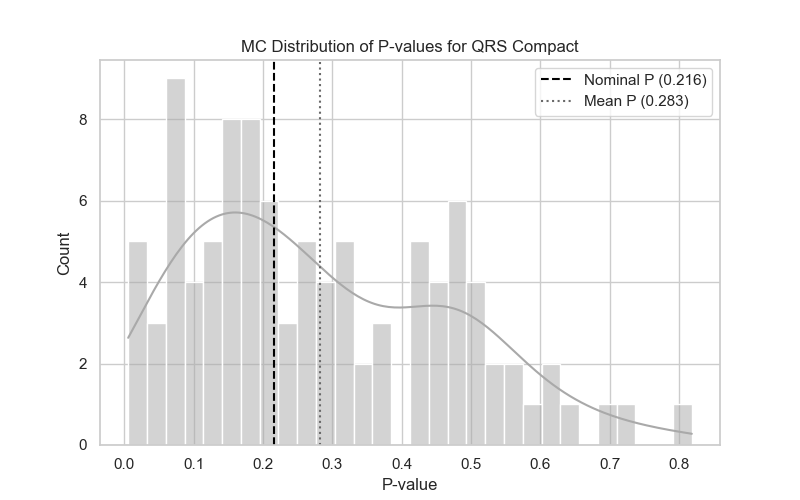 MC Distribution of P-values for QRS Compact
Nominal P (0.216)
Mean P (0.283)
Count
8
6
4
2
0
0.0 0.1 0.2 0.3 0.4 0.5 0.6 0.7 0.8
P-value